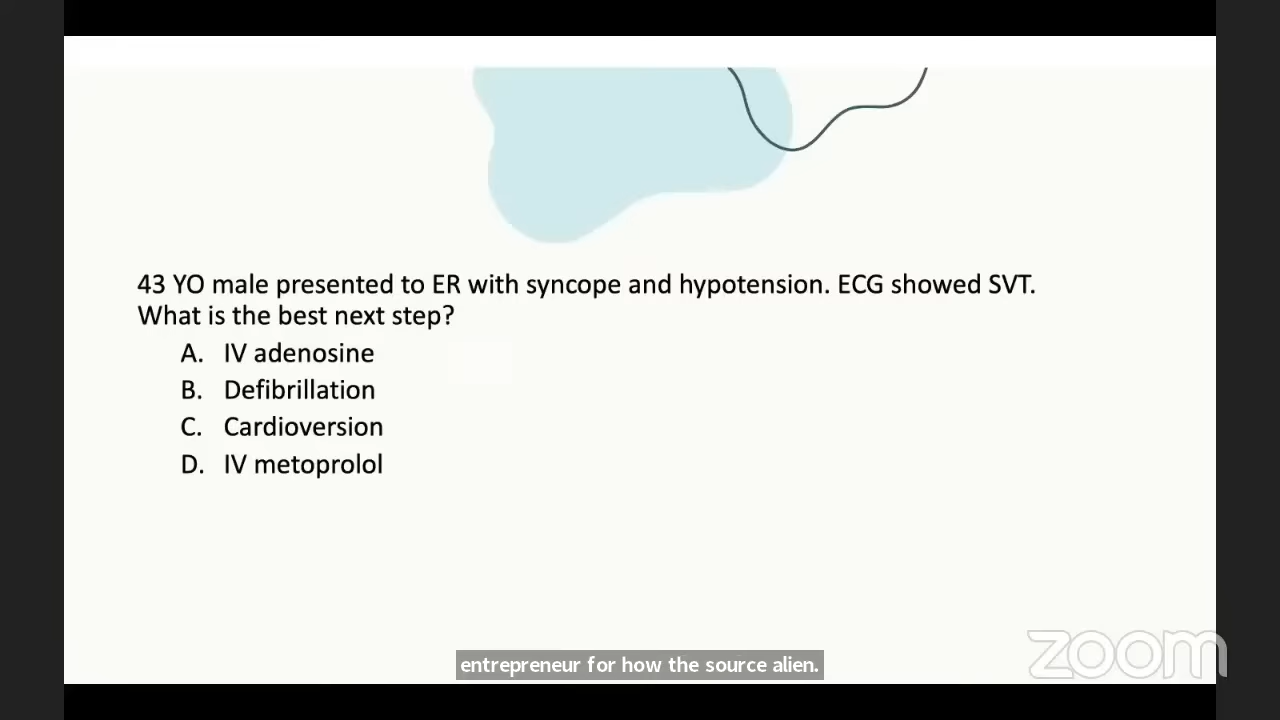 43 YO male presented to ER with syncope and hypotension. ECG showed SVT.
What is the best next step?
A. IV adenosine
B. Defibrillation
C. Cardioversion
D. IV metoprolol
entrepreneur for how the source alien.
zoom